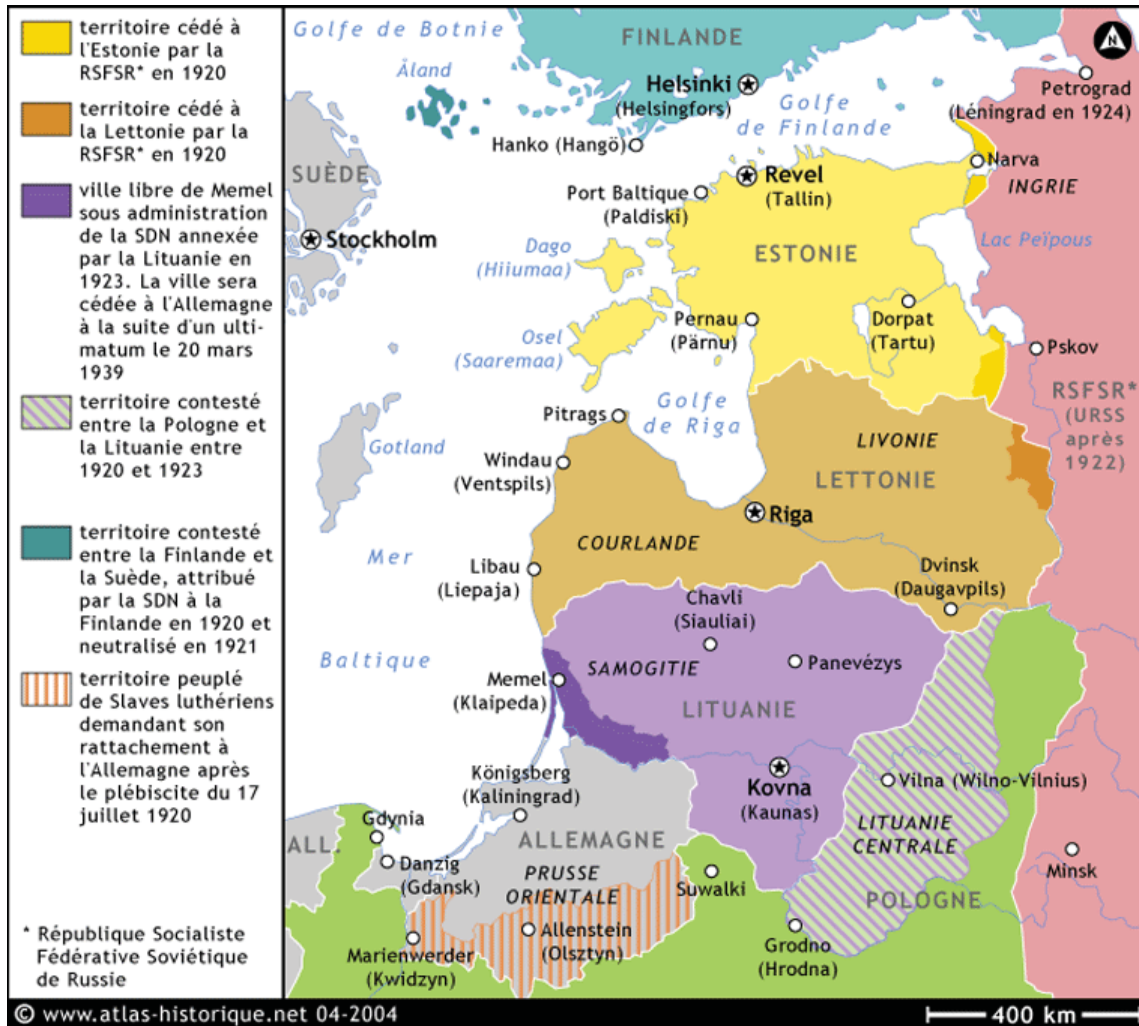 territoire cédé à
l'Estonie par la
RSFSR* en 1920
territoire cédé à
la Lettonie par la
RSFSR* en 1920
ville libre de Memel
sous administration
de la SDN annexée
par la Lituanie en
1923. La ville sera
cédée à l'Allemagne
à la suite d'un ulti-
matum le 20 mars
1939
territoire contesté
entre la Pologne et
la Lituanie entre
1920 et 1923
territoire contesté
entre la Finlande et
la Suède, attribué
par la SDN à la
Finlande en 1920 et
neutralisé en 1921
territoire peuplé
de Slaves luthériens
demandant son
rattachement à
l'Allemagne après
le plébiscite du 17
juillet 1920
* République Socialiste
Fédérative Soviétique
de Russie
Golfe de Botnie
FINLANDE
N
Åland
Helsinki
(Helsingfors)
Petrograd
(Léningrad en 1924)
Golfe
de Finlande
Hanko (Hangö)
SUÈDE
Narva
INGRIE
Revel
(Tallin)
Port Baltique
(Paldiski)
Stockholm
Dago
(Hiiumaa)
ESTONIE
Lac Peïpous
Osel
(Saaremaa)
Pernau
(Pärnu)
Dorpat
(Tartu)
Pskov
RSFSR*
(URSS
après
1922)
Pitrags
Golfe
de Riga
Gotland
LIVONIE
LETTONIE
Windau
(Ventspils)
Riga
COURLANDE
Mer
Libau
(Liepaja)
Dvinsk
(Daugavpils)
Chavli
(Siauliai)
Baltique
SAMOGITIE
Panevézys
Memel
(Klaipeda)
LITUANIE
Königsberg
(Kaliningrad)
Kovna
(Kaunas)
Vilna (Wilno-Vilnius)
Gdynia
LITUANIE
CENTRALE
ALL.
ALLEMAGNE
Danzig
(Gdansk)
PRUSSE
ORIENTALE
Suwalki
Minsk
POLOGNE
Allenstein
(Olsztyn)
Marienwerder
(Kwidzyn)
Grodno
(Hrodna)
© www.atlas-historique.net 04-2004
400 km